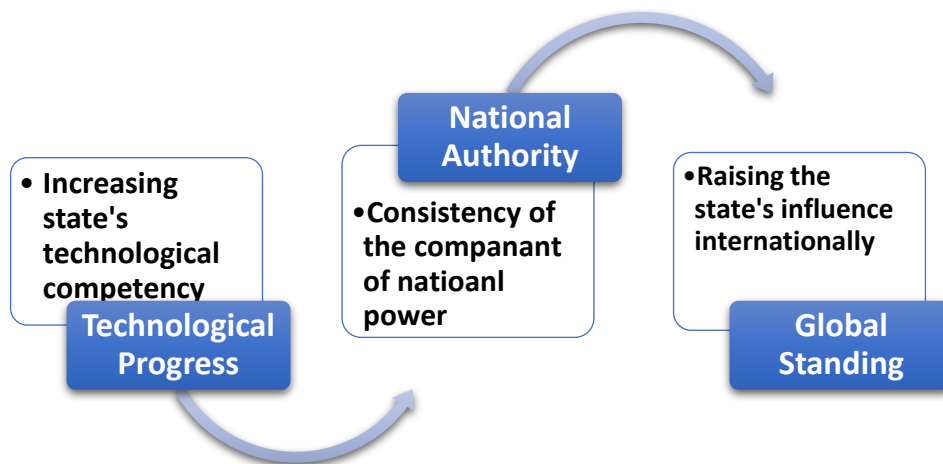 • Increasing
state's
technological
competency
Technological
Progress
National
Authority
•Consistency of
the companant
of natioanl
power
•Raising the
state's influence
internationally
Global
Standing